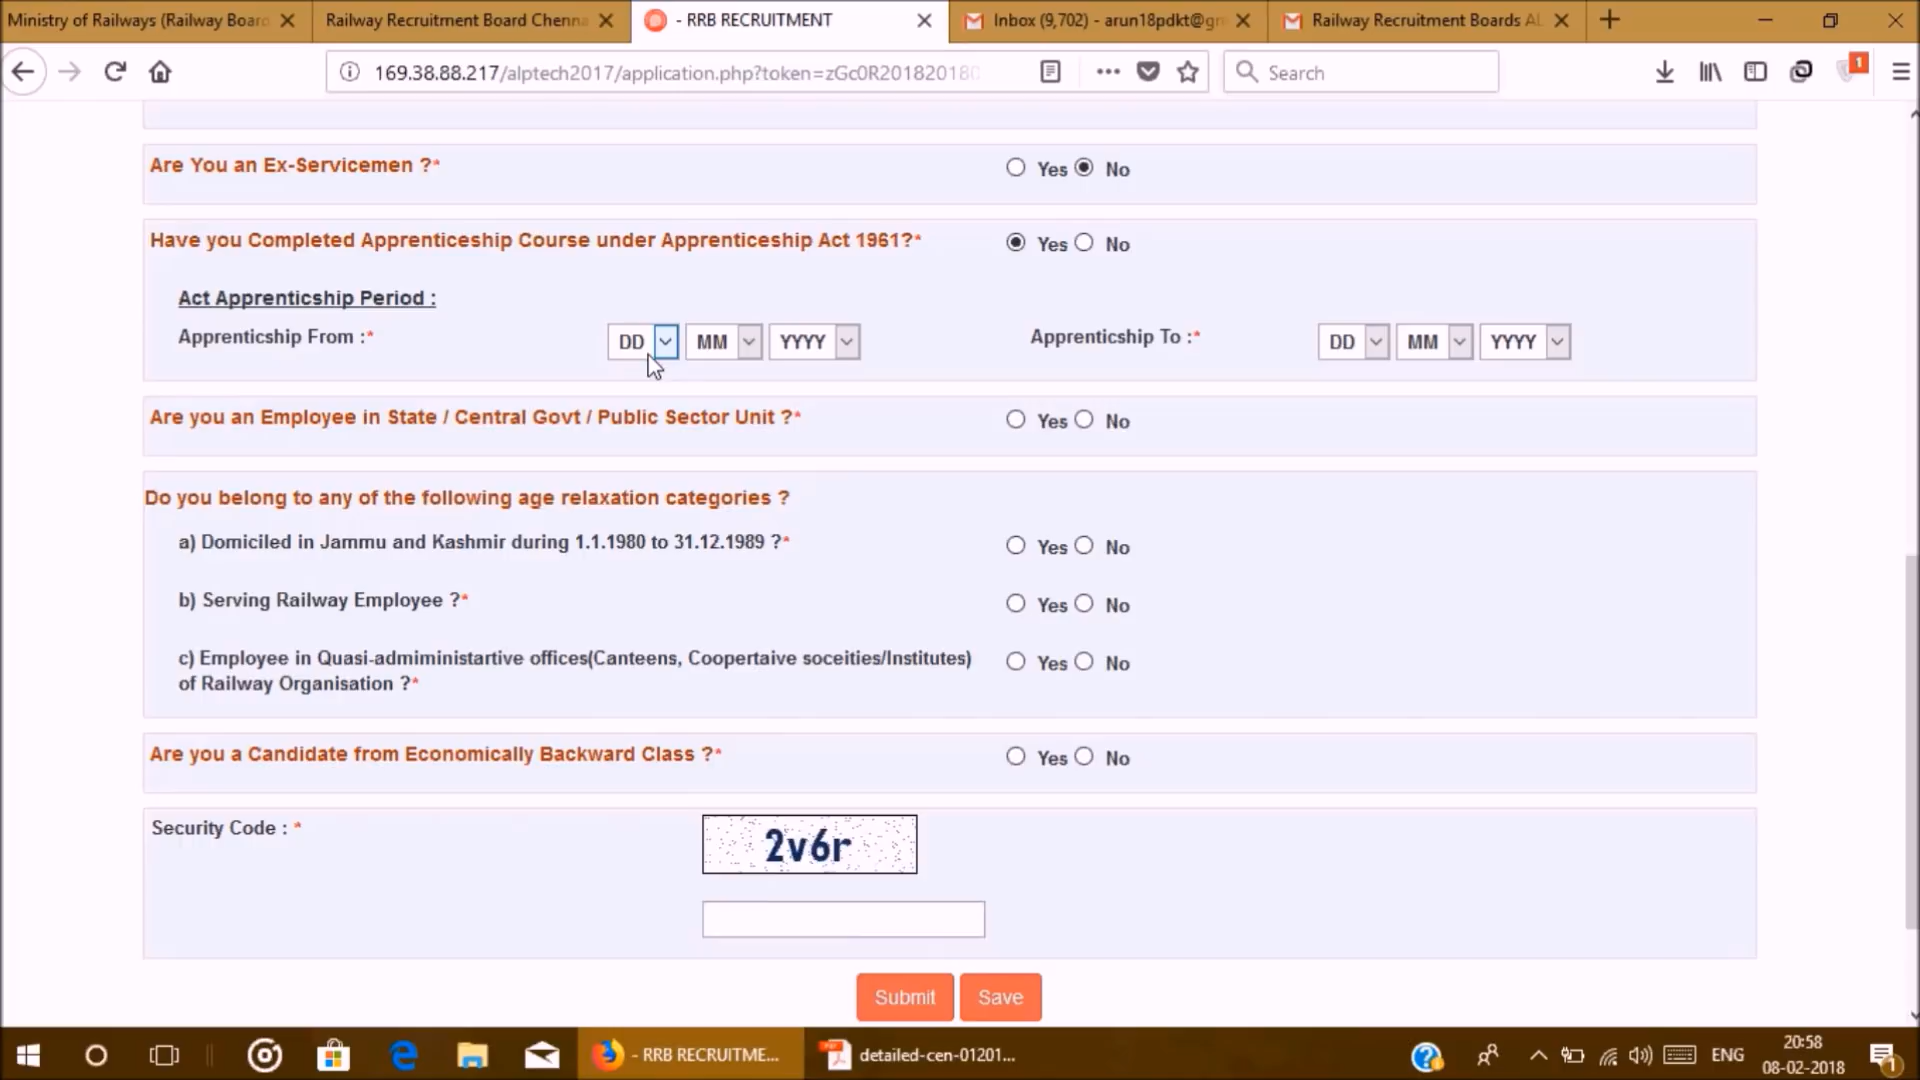 Ministry of Railways (Railway Board
Railway Recruitment Board Chenna
- RRB RECRUITMENT
Inbox (9,702) - arun18pdkt@gm
Railway Recruitment Boards AL
169.38.88.217/alptech2017/application.php?token=zGc0R201820180
Search
1
Are You an Ex-Servicemen ?*
Yes No
Have you Completed Apprenticeship Course under Apprenticeship Act 1961?*
Yes No
Act Apprenticship Period :
Apprenticship From :*
DD MM YYYY
Apprenticship To :*
DD MM YYYY
Are you an Employee in State / Central Govt / Public Sector Unit ?*
Yes No
Do you belong to any of the following age relaxation categories ?
a) Domiciled in Jammu and Kashmir during 1.1.1980 to 31.12.1989 ?*
Yes No
b) Serving Railway Employee ?*
Yes No
c) Employee in Quasi-admiministartive offices(Canteens, Coopertaive soceities/Institutes)
of Railway Organisation ?*
Yes No
Are you a Candidate from Economically Backward Class ?*
Yes No
Security Code : *
2v6r
Submit
Save
- RRB RECRUITME...
detailed-cen-01201...
ENG
20:58
08-02-2018
1